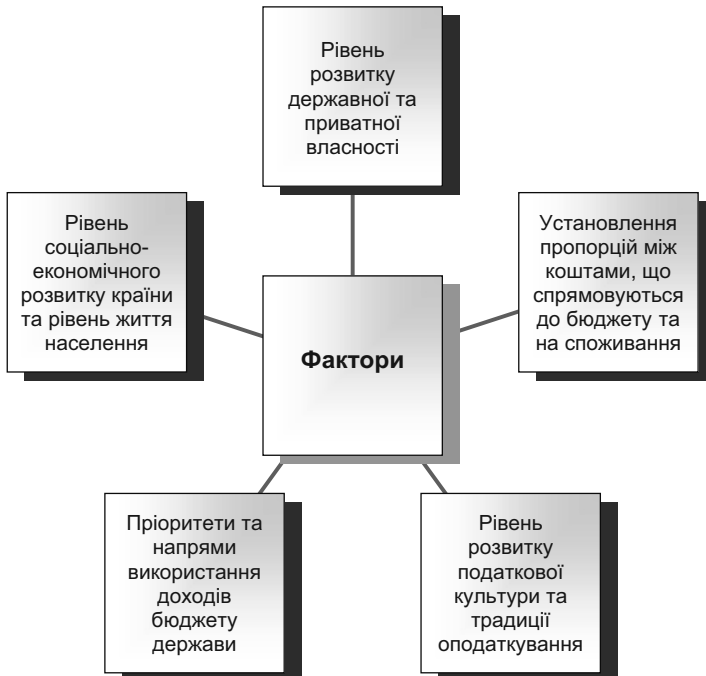 Рівень
розвитку
державної та
приватної
власності
Рівень
соціально-
економічного
розвитку країни
та рівень життя
населення
Установлення
пропорцій між
коштами, що
спрямовуються
до бюджету та
на споживання
Фактори
Пріоритети та
напрями
використання
доходів
бюджету
держави
Рівень
розвитку
податкової
культури та
традиції
оподаткування